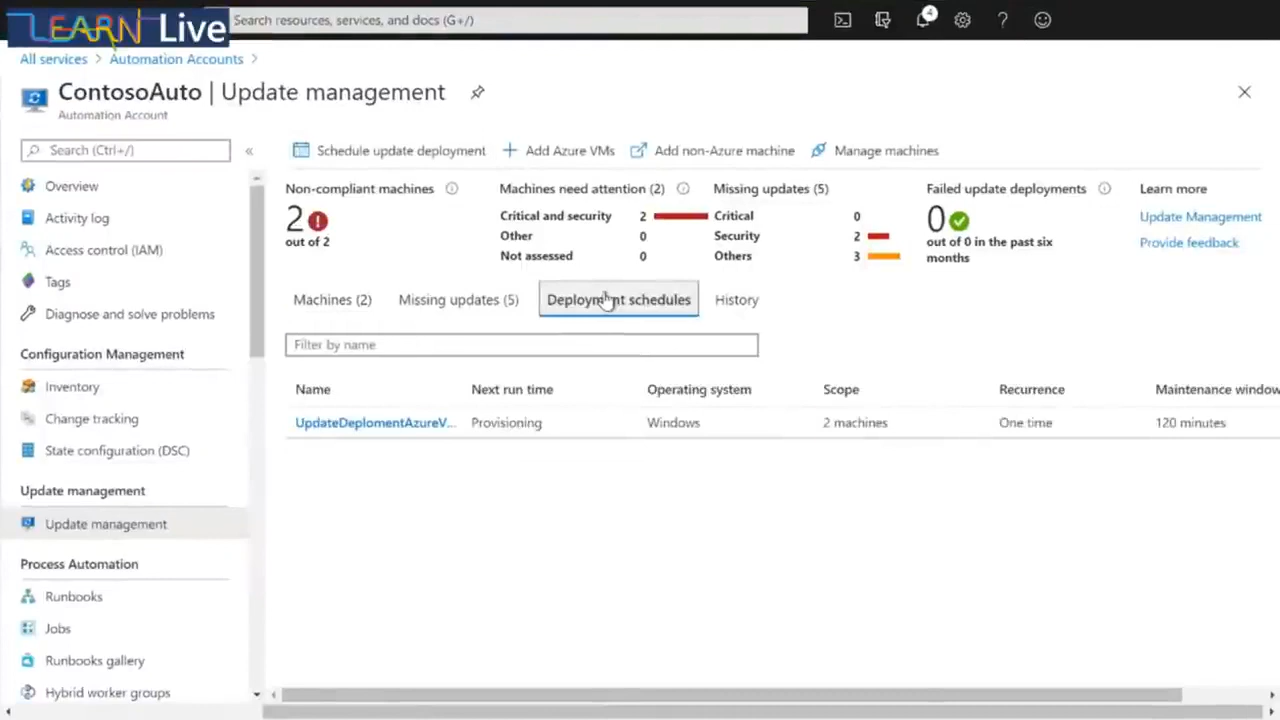 LEARN Live
Search resources, services, and docs (G+/)
4
All services > Automation Accounts >
ContosoAuto | Update management
Automation Account
Search (Ctrl+/)
«
Overview
Activity log
Access control (IAM)
Tags
Diagnose and solve problems
Configuration Management
Inventory
Change tracking
State configuration (DSC)
Update management
Update management
Process Automation
Runbooks
Jobs
Runbooks gallery
Hybrid worker groups
Schedule update deployment
Add Azure VMs
Add non-Azure machine
Manage machines
Non-compliant machines
2
out of 2
Machines need attention (2)
Critical and security 2
Other 0
Not assessed 0
Missing updates (5)
Critical 0
Security 2
Others 3
Failed update deployments
0
out of 0 in the past six
months
Learn more
Update Management
Provide feedback
Machines (2) Missing updates (5) Deployment schedules History
Filter by name
Name Next run time Operating system Scope Recurrence Maintenance window
UpdateDeplomentAzureV... Provisioning Windows 2 machines One time 120 minutes